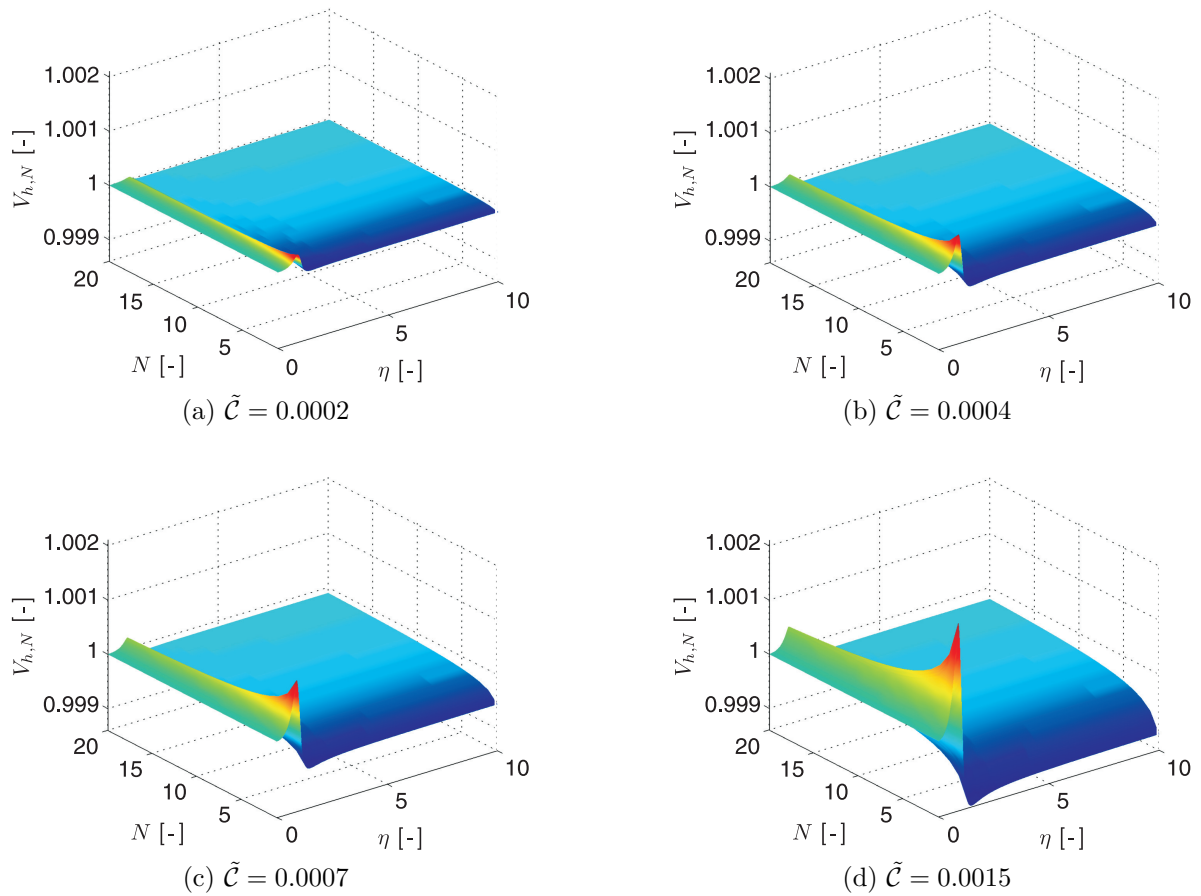 1.002
1.001
1
0.999
V_{h,N} [-]
20
15
10
5
N [-]
0
5
10
η [-]
(a) C̃ = 0.0002
1.002
1.001
1
0.999
V_{h,N} [-]
20
15
10
5
N [-]
0
5
10
η [-]
(b) C̃ = 0.0004
1.002
1.001
1
0.999
V_{h,N} [-]
20
15
10
5
N [-]
0
5
10
η [-]
(c) C̃ = 0.0007
1.002
1.001
1
0.999
V_{h,N} [-]
20
15
10
5
N [-]
0
5
10
η [-]
(d) C̃ = 0.0015